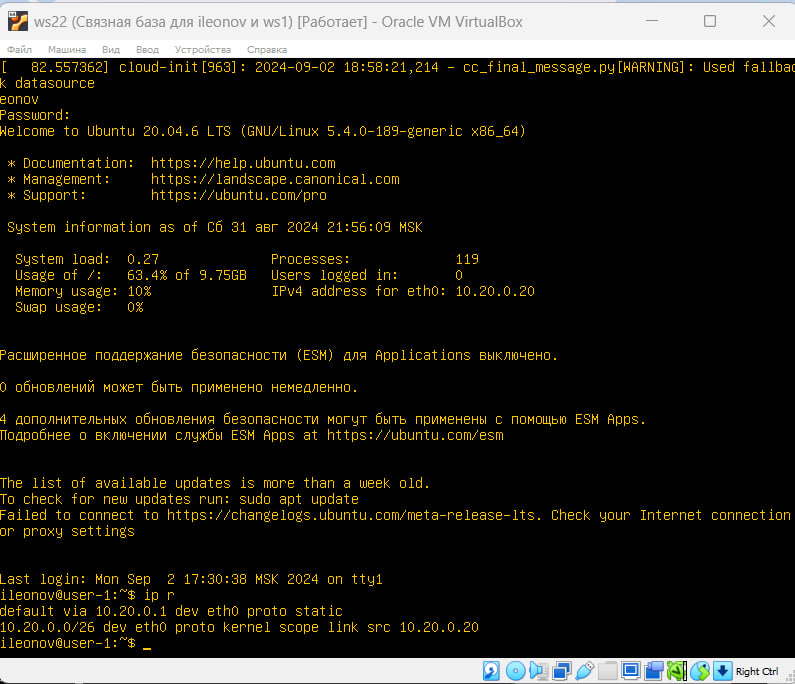 ws22 (Связная база для ileonov и ws1) [Работает] - Oracle VM VirtualBox
Файл Машина Вид Ввод Устройства Справка
[   82.557362] cloud-init[963]: 2024-09-02 18:58:21,214 - cc_final_message.py[WARNING]: Used fallbac
k datasource
eonov
Password:
Welcome to Ubuntu 20.04.6 LTS (GNU/Linux 5.4.0-189-generic x86_64)
* Documentation:  https://help.ubuntu.com
* Management:     https://landscape.canonical.com
* Support:        https://ubuntu.com/pro
System information as of Сб 31 авг 2024 21:56:09 MSK
System load:  0.27              Processes:             119
Usage of /:   63.4% of 9.75GB   Users logged in:       0
Memory usage: 10%               IPv4 address for eth0: 10.20.0.20
Swap usage:   0%
Расширенное поддержание безопасности (ESM) для Applications выключено.
0 обновлений может быть применено немедленно.
4 дополнительных обновления безопасности могут быть применены с помощью ESM Apps.
Подробнее о включении службы ESM Apps at https://ubuntu.com/esm
The list of available updates is more than a week old.
To check for new updates run: sudo apt update
Failed to connect to https://changelogs.ubuntu.com/meta-release-lts. Check your Internet connection
or proxy settings
Last login: Mon Sep  2 17:30:38 MSK 2024 on tty1
ileonov@user-1:~$ ip r
default via 10.20.0.1 dev eth0 proto static
10.20.0.0/26 dev eth0 proto kernel scope link src 10.20.0.20
ileonov@user-1:~$ _
Right Ctrl